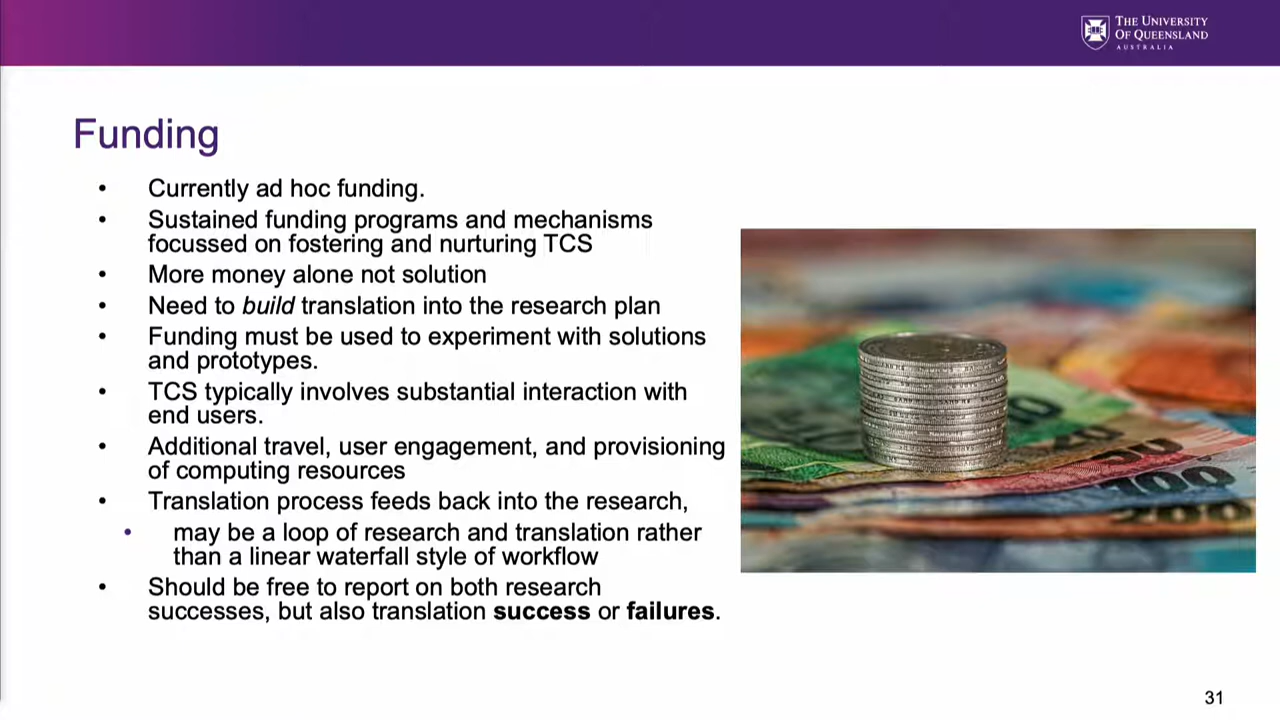 THE UNIVERSITY
OF QUEENSLAND
AUSTRALIA
Funding
• Currently ad hoc funding.
• Sustained funding programs and mechanisms
focussed on fostering and nurturing TCS
• More money alone not solution
• Need to build translation into the research plan
• Funding must be used to experiment with solutions
and prototypes.
• TCS typically involves substantial interaction with
end users.
• Additional travel, user engagement, and provisioning
of computing resources
• Translation process feeds back into the research,
• may be a loop of research and translation rather
than a linear waterfall style of workflow
• Should be free to report on both research
successes, but also translation success or failures.
10
20
50
100
200
31